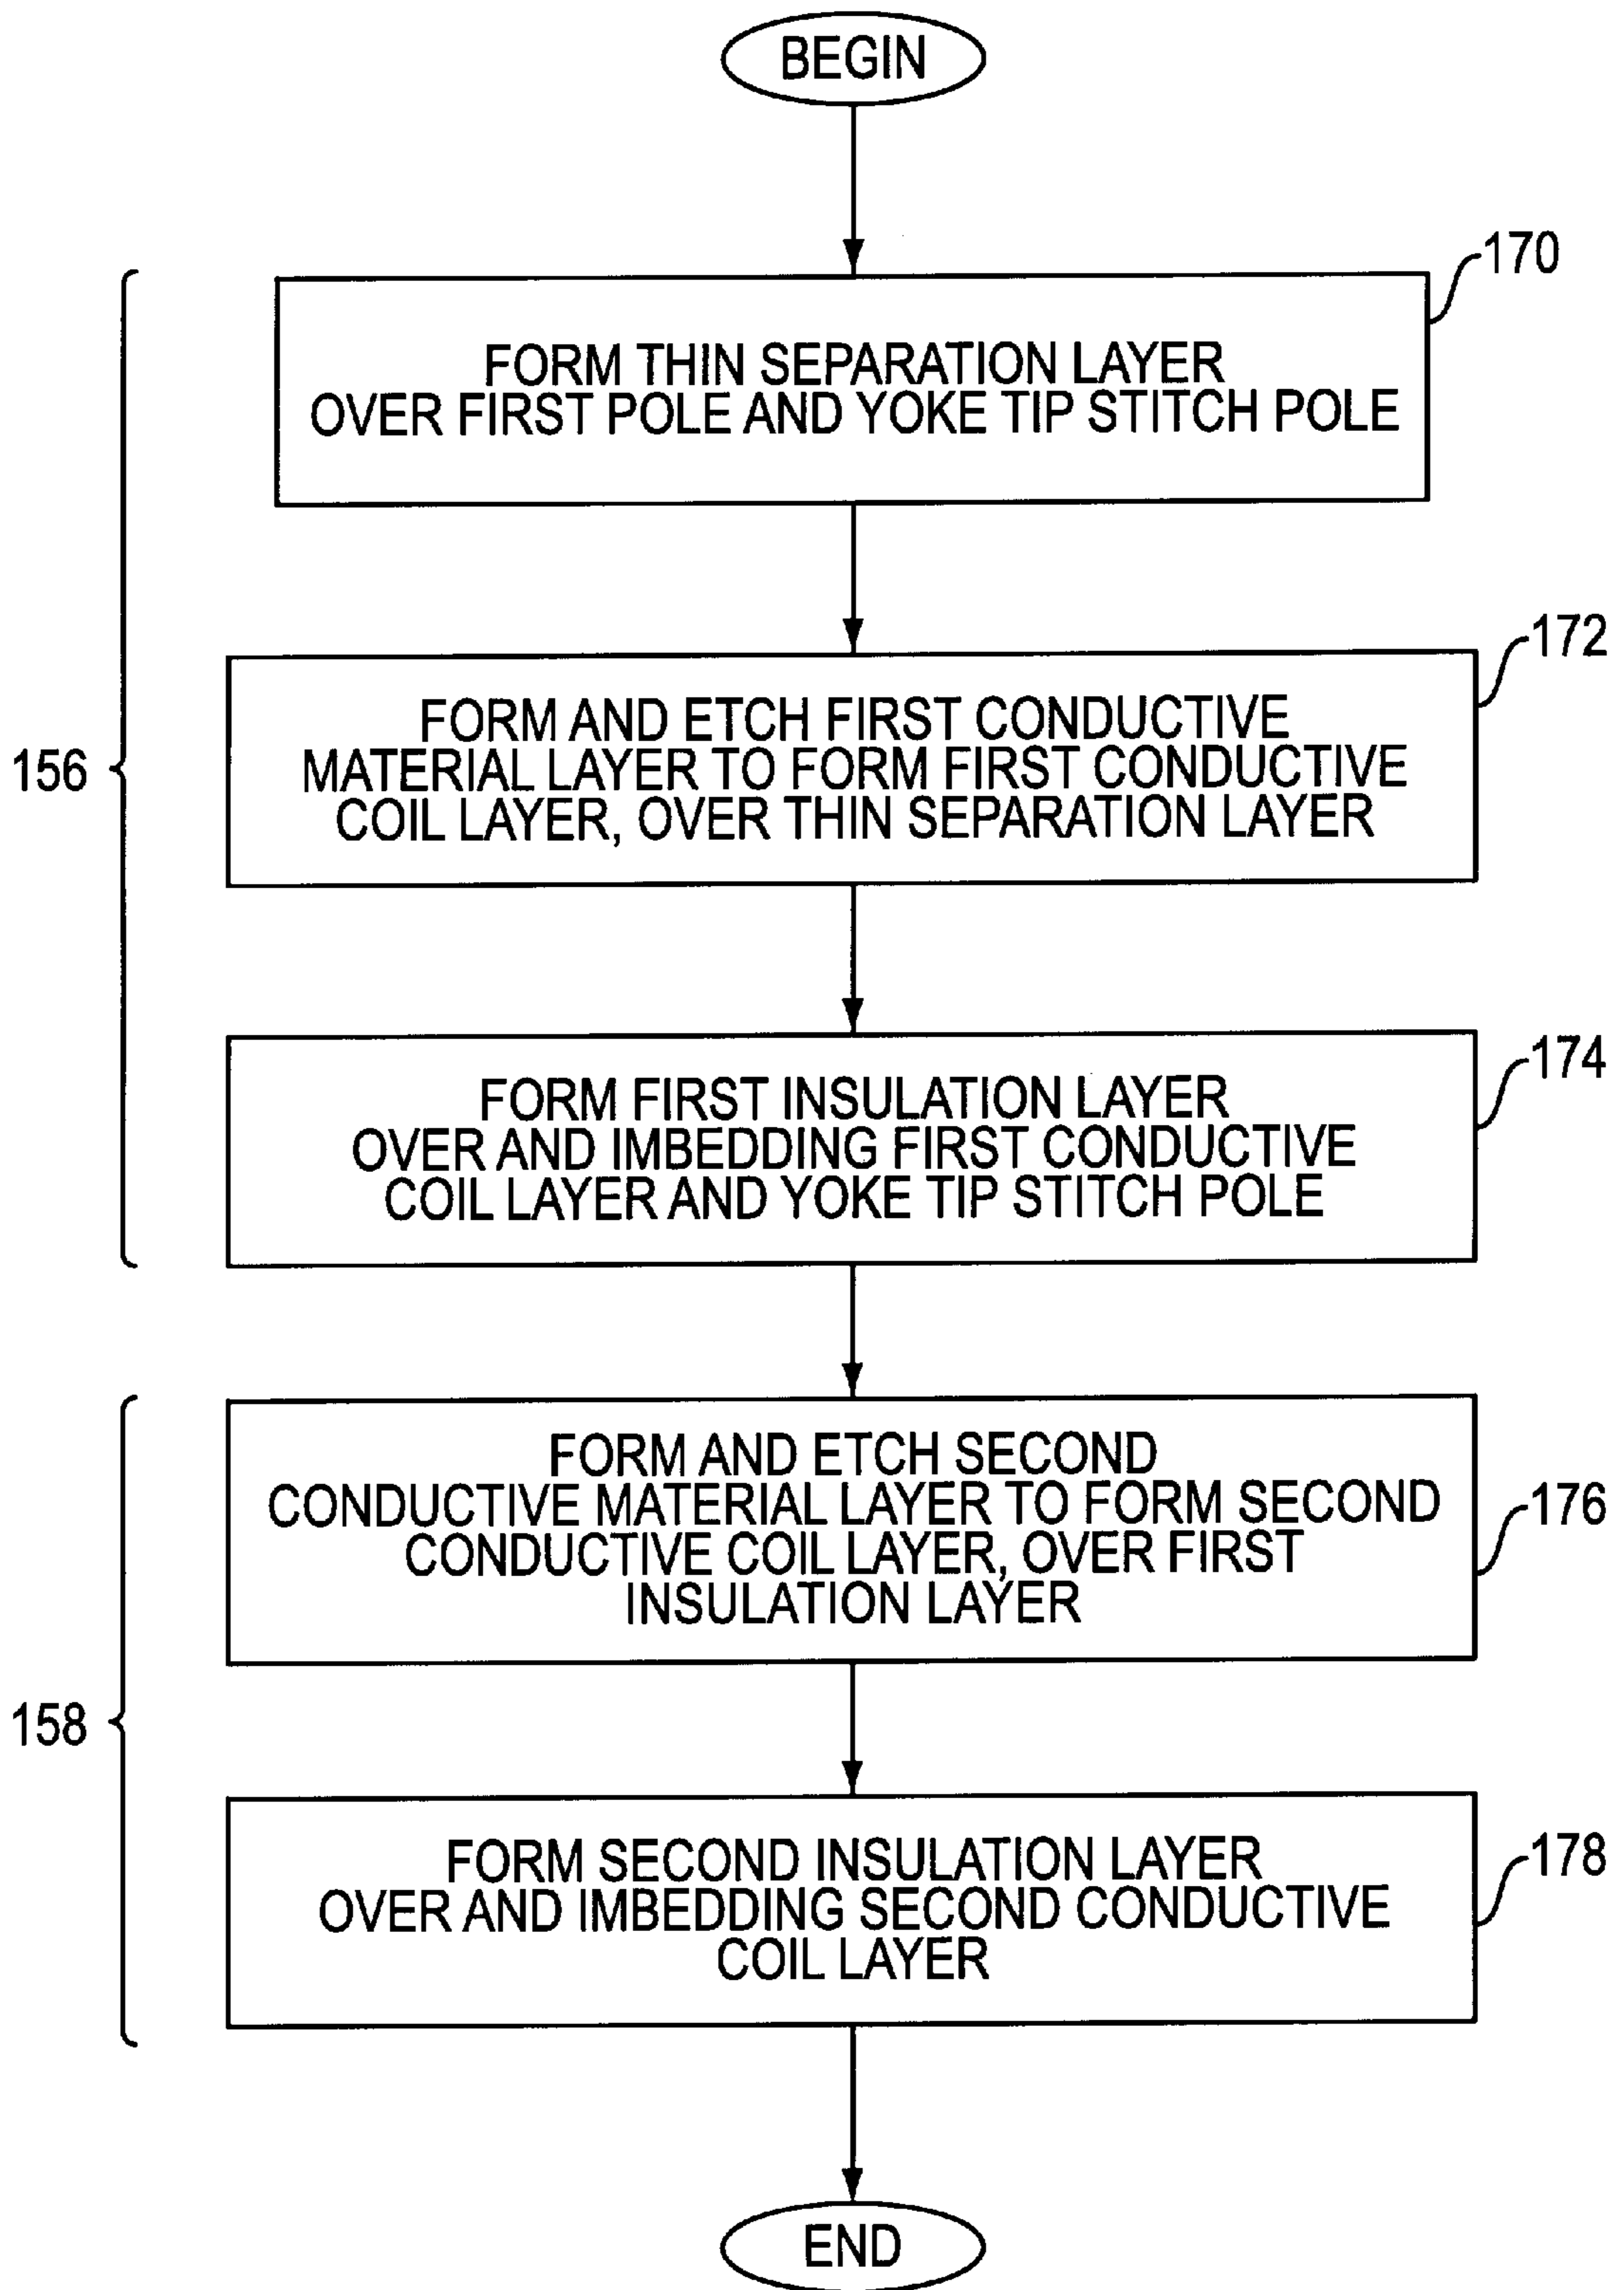 BEGIN
170
FORM THIN SEPARATION LAYER
OVER FIRST POLE AND YOKE TIP STITCH POLE
172
FORM AND ETCH FIRST CONDUCTIVE
MATERIAL LAYER TO FORM FIRST CONDUCTIVE
COIL LAYER, OVER THIN SEPARATION LAYER
156
174
FORM FIRST INSULATION LAYER
OVER AND IMBEDDING FIRST CONDUCTIVE
COIL LAYER AND YOKE TIP STITCH POLE
176
FORM AND ETCH SECOND
CONDUCTIVE MATERIAL LAYER TO FORM SECOND
CONDUCTIVE COIL LAYER, OVER FIRST
INSULATION LAYER
158
178
FORM SECOND INSULATION LAYER
OVER AND IMBEDDING SECOND CONDUCTIVE
COIL LAYER
END